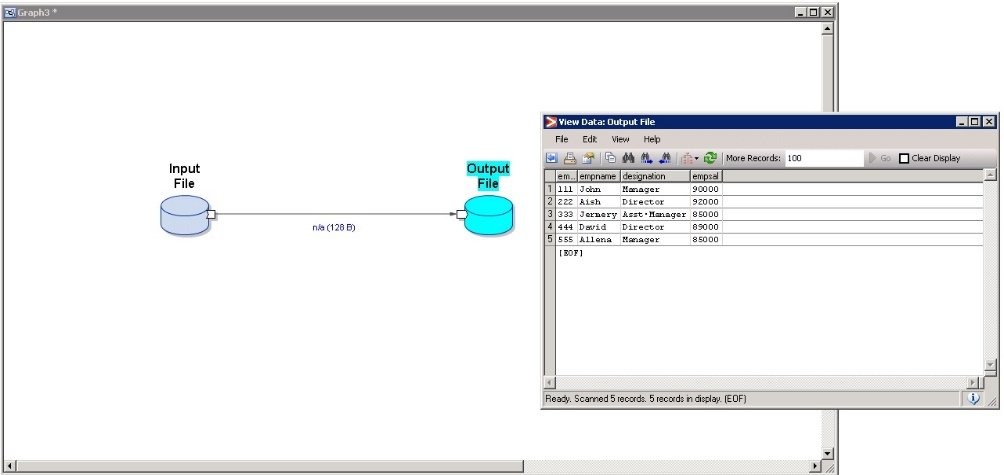 Graph3 *
Input
File
Output
File
n/a (128 B)
View Data: Output File
File Edit View Help
More Records: 100 Go Clear Display
em.. empname designation empsal
1 111 John Manager 90000
2 222 Aish Director 92000
3 333 Jernery Asst·Manager 85000
4 444 David Director 89000
5 555 Allena Manager 85000
[EOF]
Ready. Scanned 5 records. 5 records in display. (EOF)